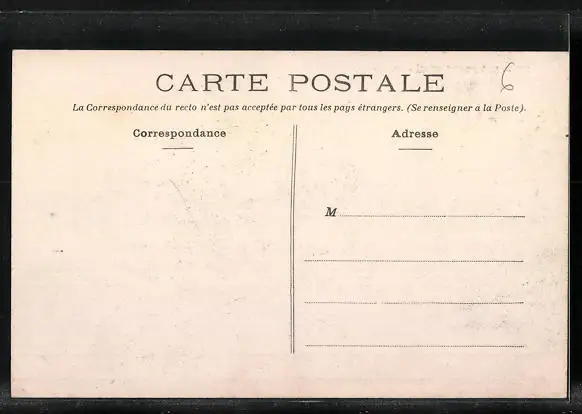 CARTE POSTALE
6
La Correspondance du recto n'est pas acceptée par tous les pays étrangers. (Se renseigner a la Poste).
Correspondance
Adresse
M